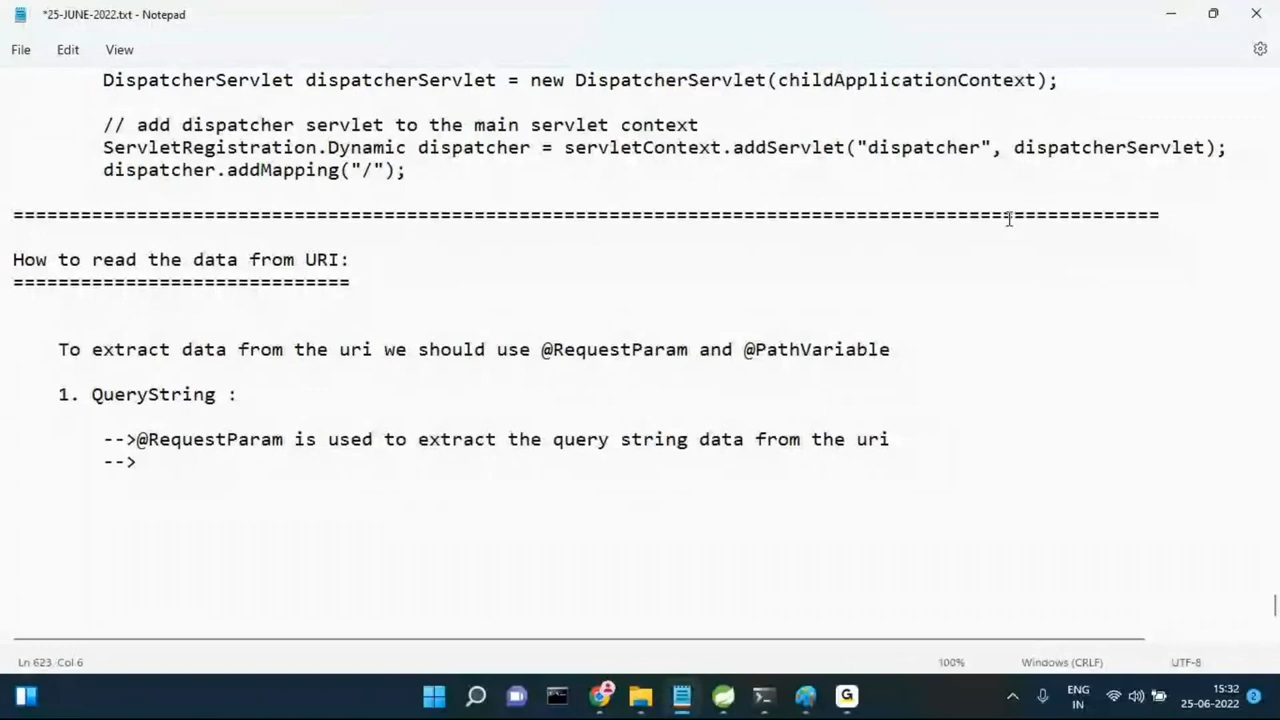 *25-JUNE-2022.txt - Notepad
File Edit View
DispatcherServlet dispatcherServlet = new DispatcherServlet(childApplicationContext);
// add dispatcher servlet to the main servlet context
ServletRegistration.Dynamic dispatcher = servletContext.addServlet("dispatcher", dispatcherServlet);
dispatcher.addMapping("/");
======================================================================================================
How to read the data from URI:
==============================
To extract data from the uri we should use @RequestParam and @PathVariable
1. QueryString :
-->@RequestParam is used to extract the query string data from the uri
-->
Ln 623, Col 6 100% Windows (CRLF) UTF-8
G
ENG
IN
15:32
25-06-2022
2